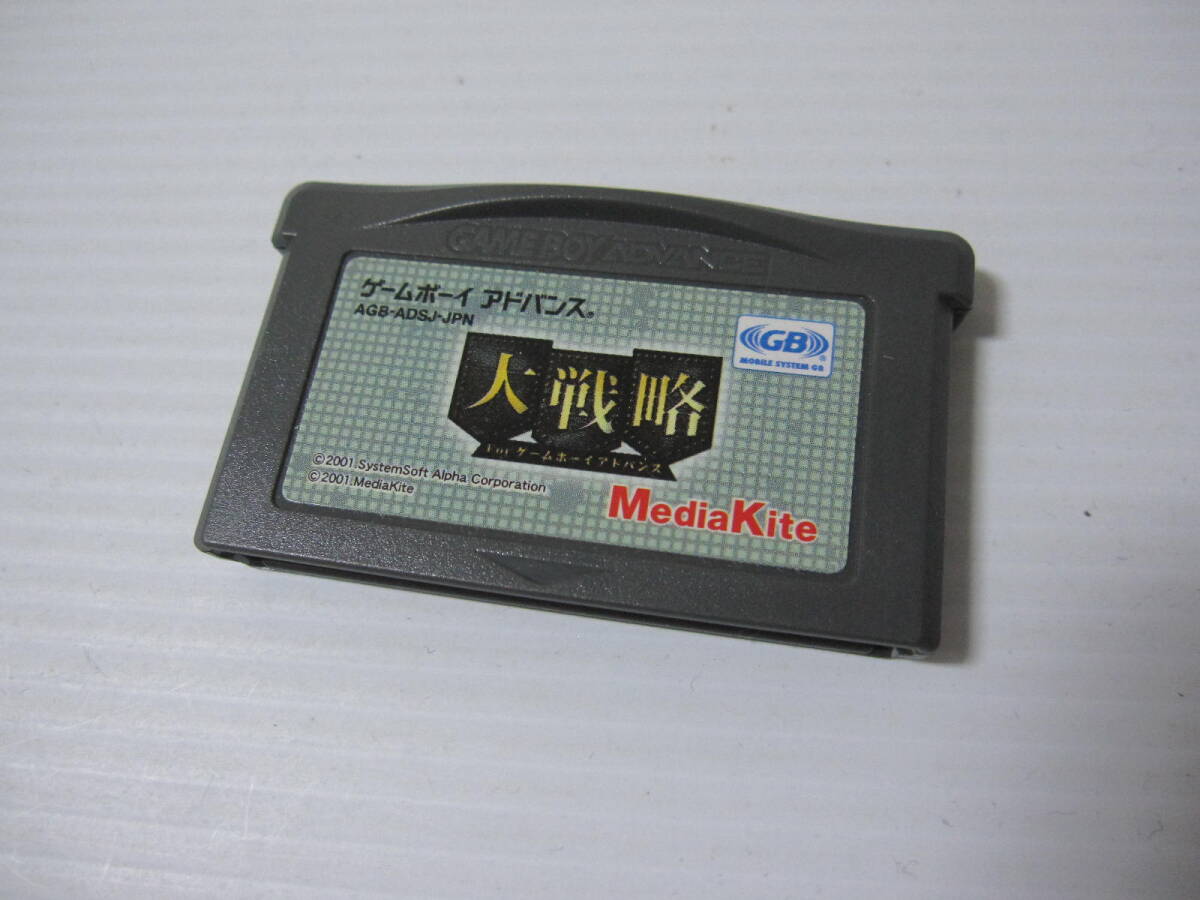 GAME BOY ADVANCE
ゲームボーイ アドバンス®
AGB-ADSJ-JPN
GB®
MOBILE SYSTEM GB
大戦略
For ゲームボーイアドバンス
©2001.SystemSoft Alpha Corporation
©2001.MediaKite
MediaKite